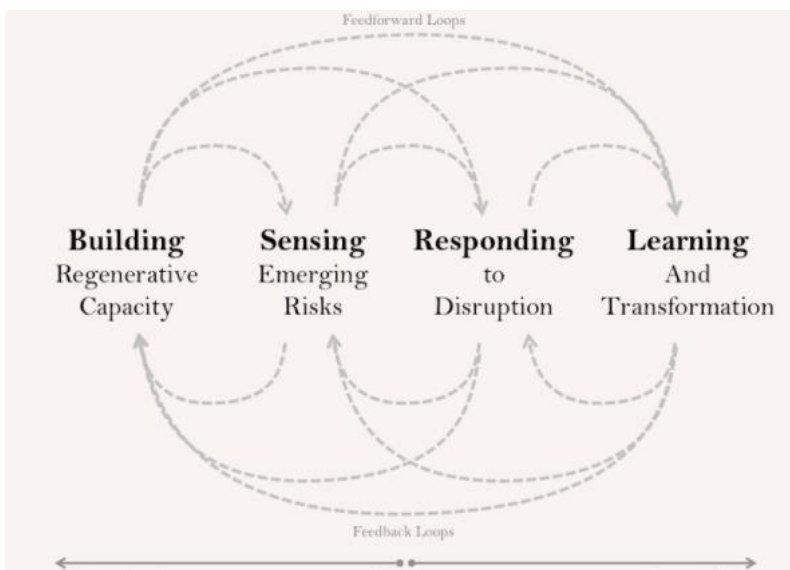 Feedforward Loops
Building
Regenerative
Capacity
Sensing
Emerging
Risks
Responding
to
Disruption
Learning
And
Transformation
Feedback Loops